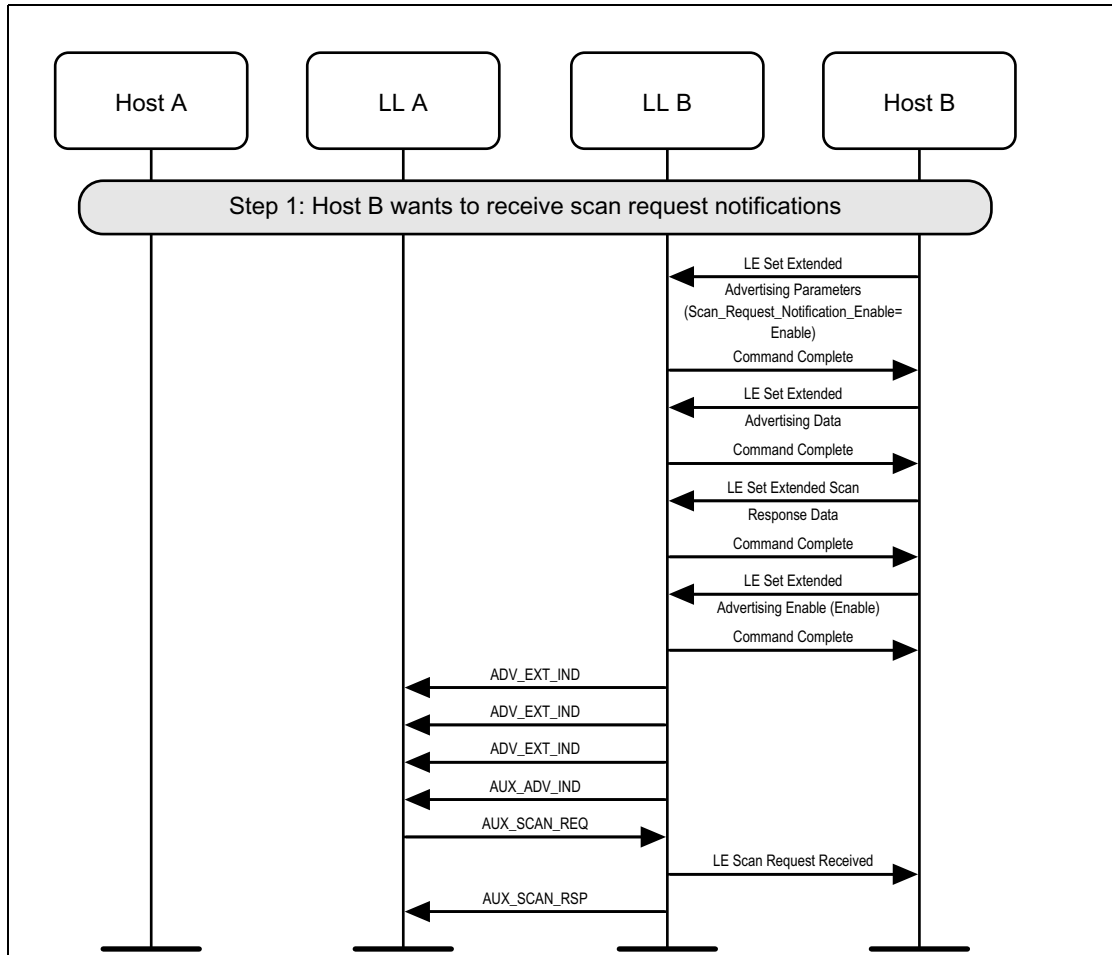 Host A
LL A
LL B
Host B
Step 1: Host B wants to receive scan request notifications
LE Set Extended
Advertising Parameters
(Scan_Request_Notification_Enable=
Enable)
Command Complete
LE Set Extended
Advertising Data
Command Complete
LE Set Extended Scan
Response Data
Command Complete
LE Set Extended
Advertising Enable (Enable)
Command Complete
ADV_EXT_IND
ADV_EXT_IND
ADV_EXT_IND
AUX_ADV_IND
AUX_SCAN_REQ
LE Scan Request Received
AUX_SCAN_RSP